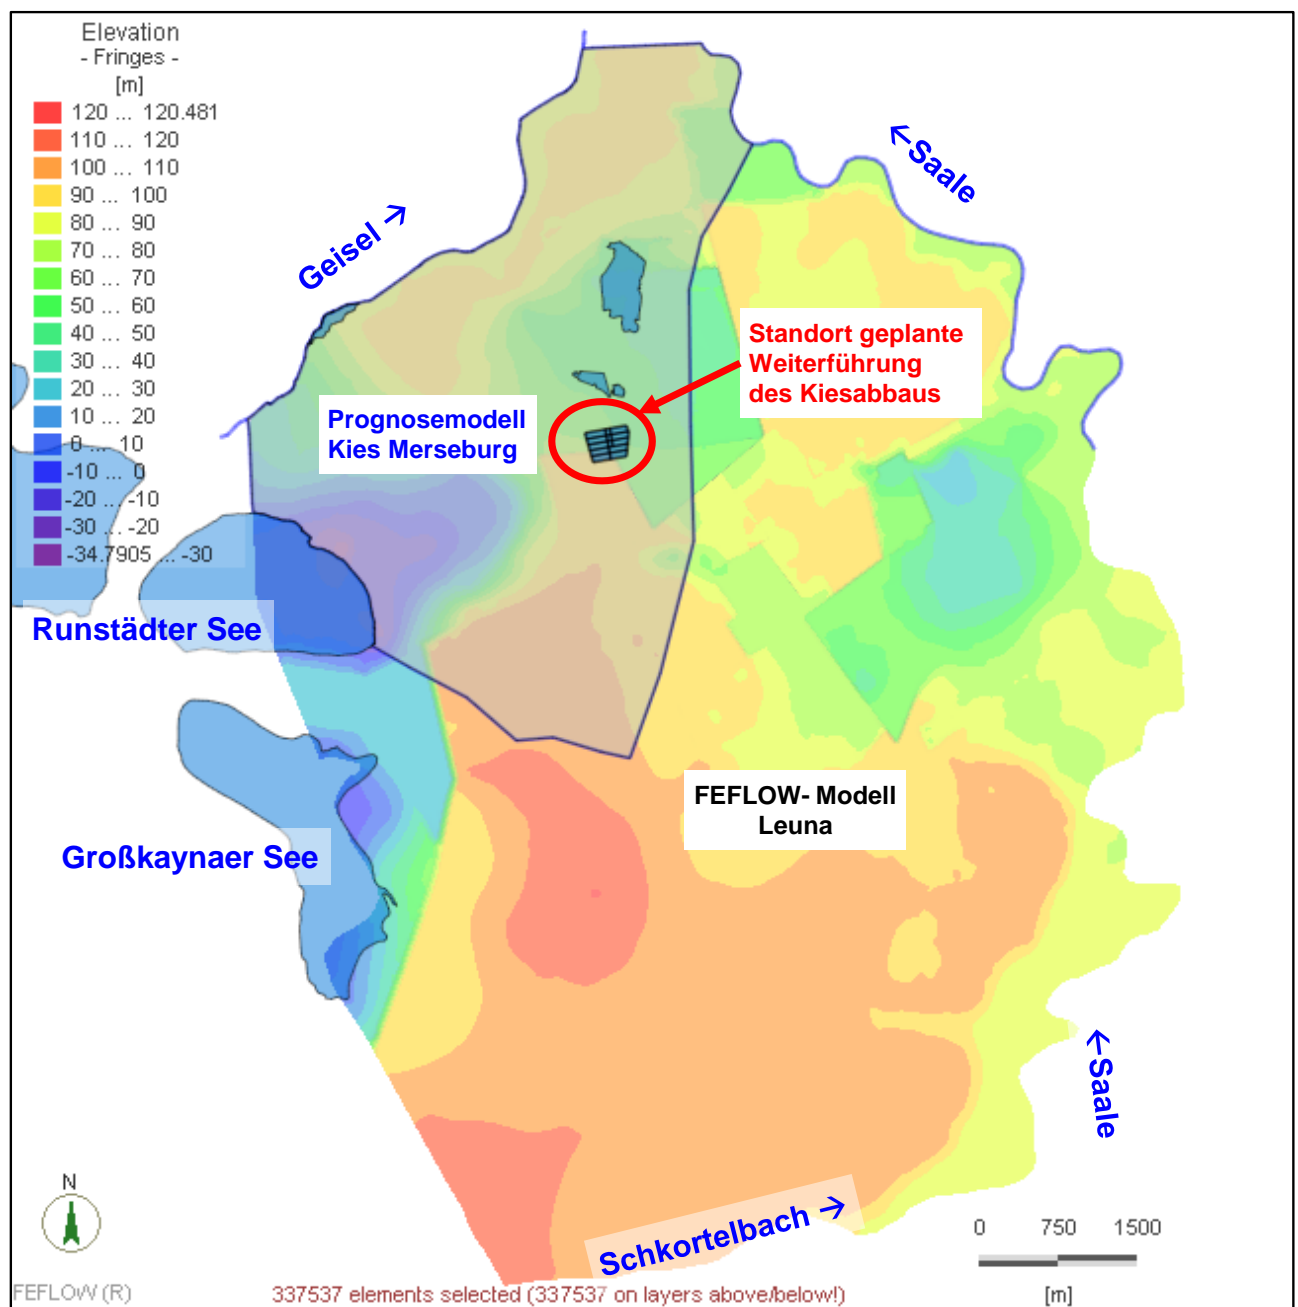 Elevation
- Fringes -
[m]
120 ... 120.481
110 ... 120
100 ... 110
90 ... 100
80 ... 90
70 ... 80
60 ... 70
50 ... 60
40 ... 50
30 ... 40
20 ... 30
10 ... 20
0 ... 10
-10 ... 0
-20 ... -10
-30 ... -20
-34.7905 ... -30
Geisel →
←Saale
Standort geplante
Weiterführung
des Kiesabbaus
Prognosemodell
Kies Merseburg
Runstädter See
Großkaynaer See
FEFLOW- Modell
Leuna
←Saale
Schkortelbach →
N
0 750 1500
[m]
FEFLOW (R)
337537 elements selected (337537 on layers above/below!)